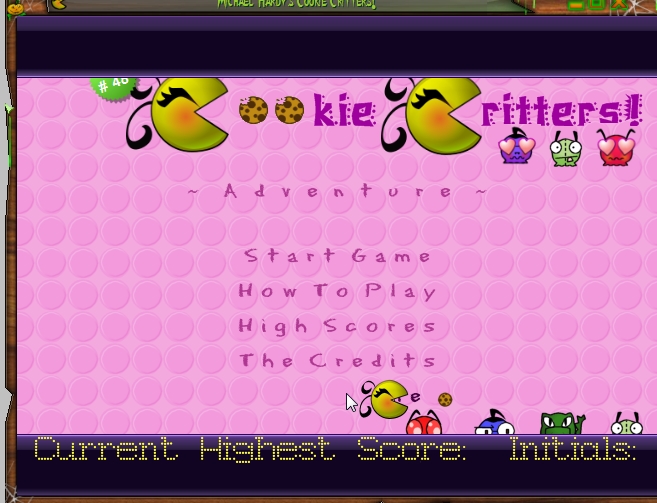 Michael Hardy's Cookie Critters!
# 46
kie ritters!
~ Adventure ~
Start Game
How To Play
High Scores
The Credits
e
Current Highest Score: Initials: